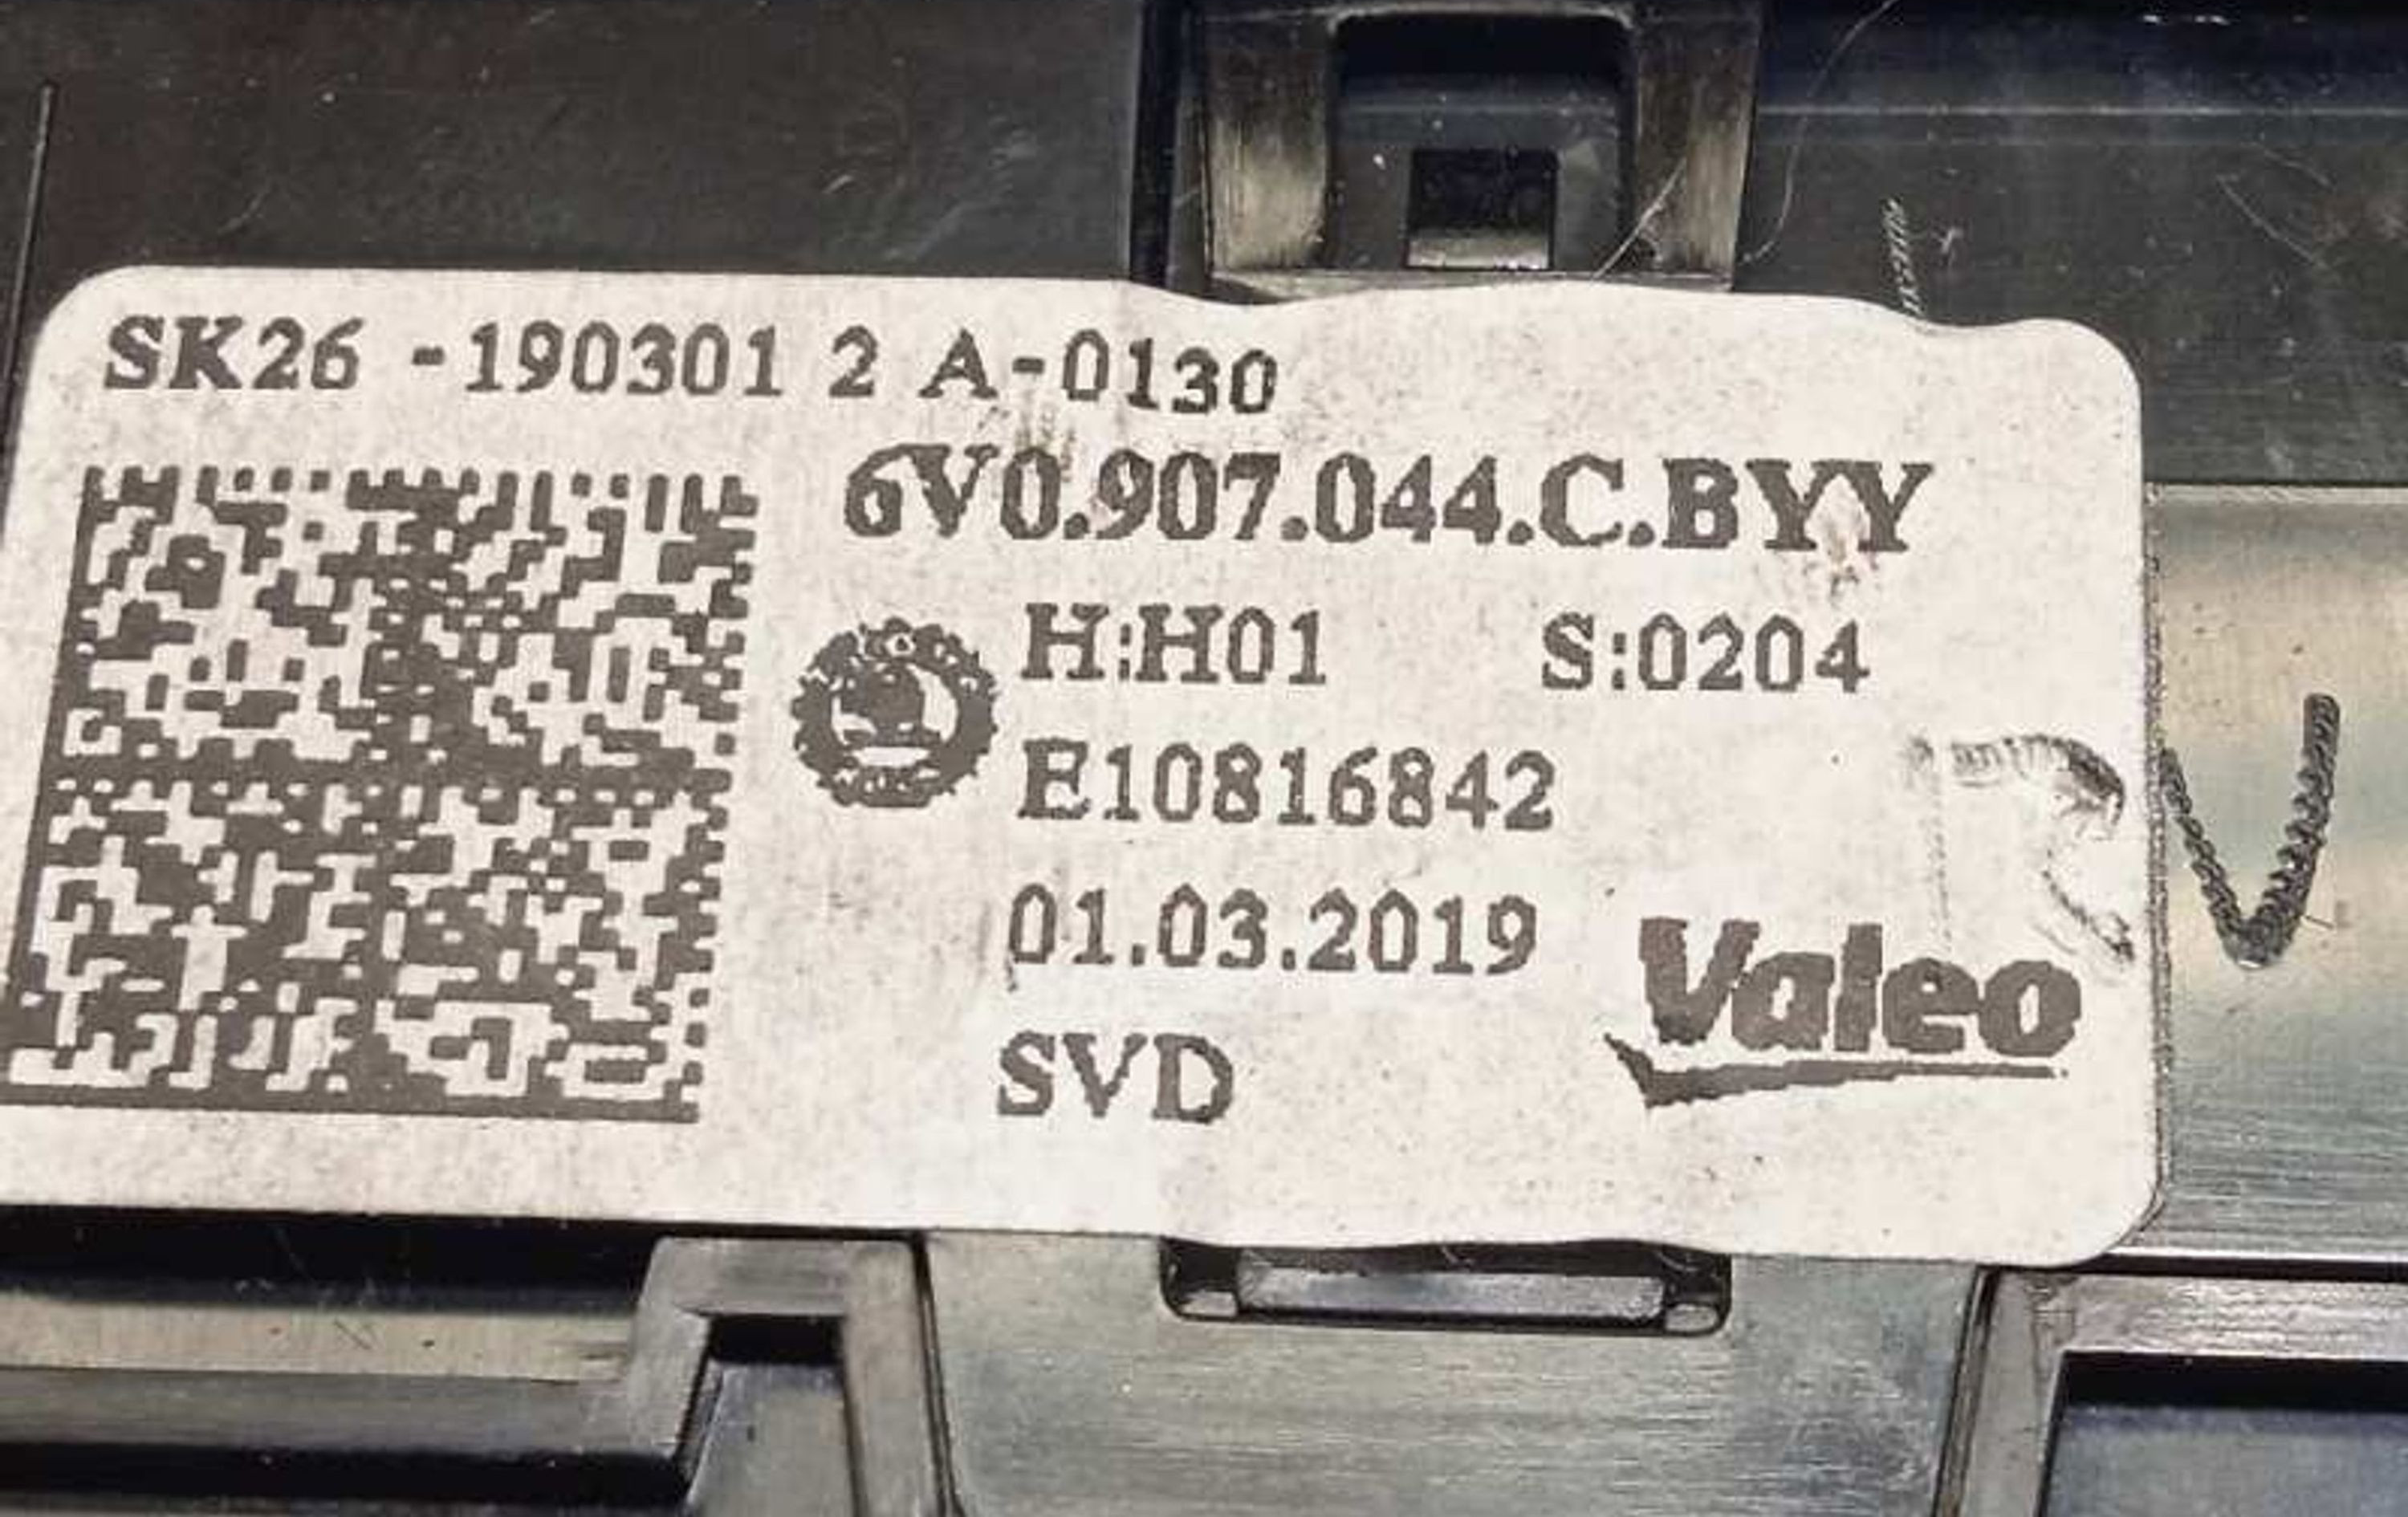 SK26 -190301 2 A-0130
6V0.907.044.C.BYY
H:H01 S:0204
E10816842
01.03.2019
Valeo
SVD